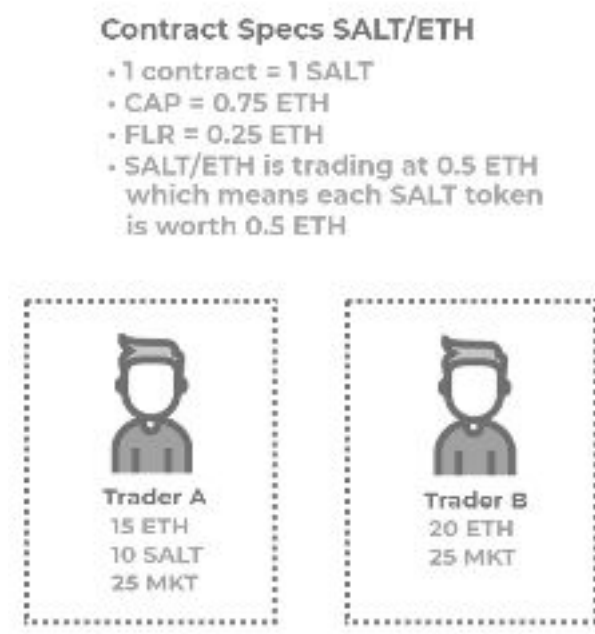 Contract Specs SALT/ETH
• 1 contract = 1 SALT
• CAP = 0.75 ETH
• FLR = 0.25 ETH
• SALT/ETH is trading at 0.5 ETH
which means each SALT token
is worth 0.5 ETH
Trader A
15 ETH
10 SALT
25 MKT
Trader B
20 ETH
25 MKT